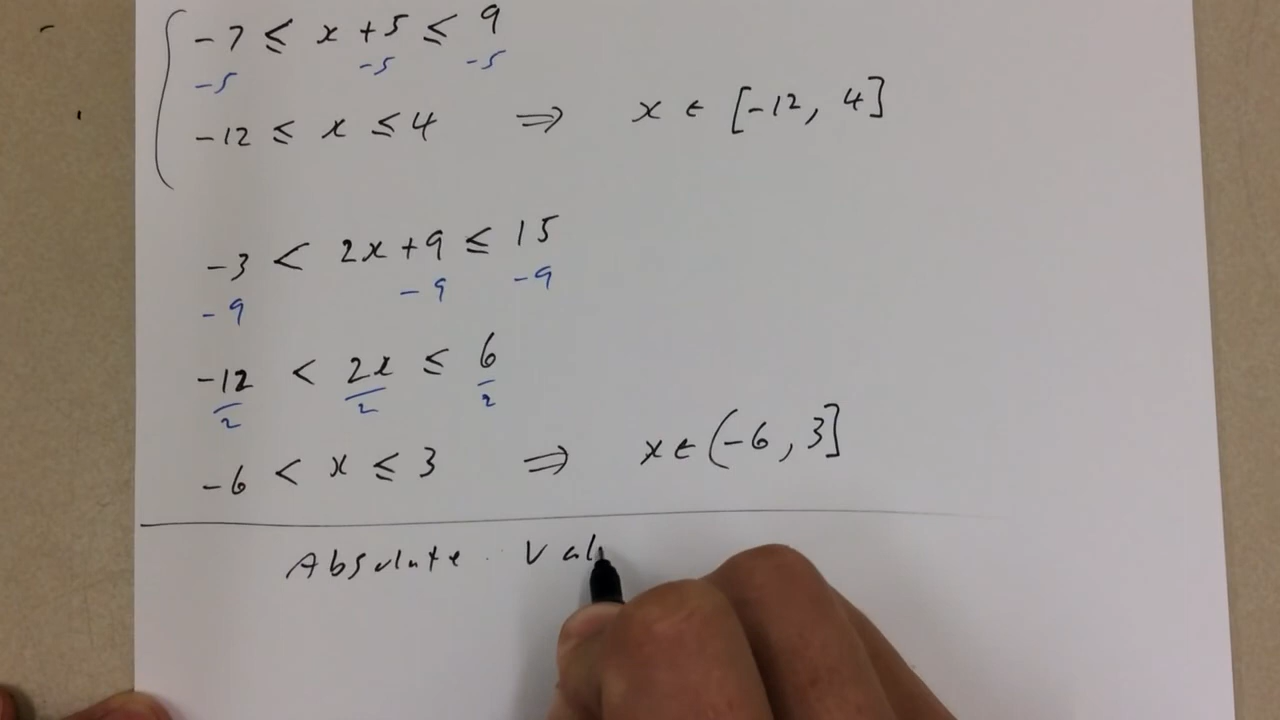 -7 ≤ x + 5 ≤ 9
-5 -5 -5
-12 ≤ x ≤ 4 ⇒ x ∈ [-12, 4]
-3 < 2x + 9 ≤ 15
-9 -9 -9
-12 < 2x ≤ 6
2 2 2
-6 < x ≤ 3 ⇒ x ∈ (-6, 3]
Absolute Val